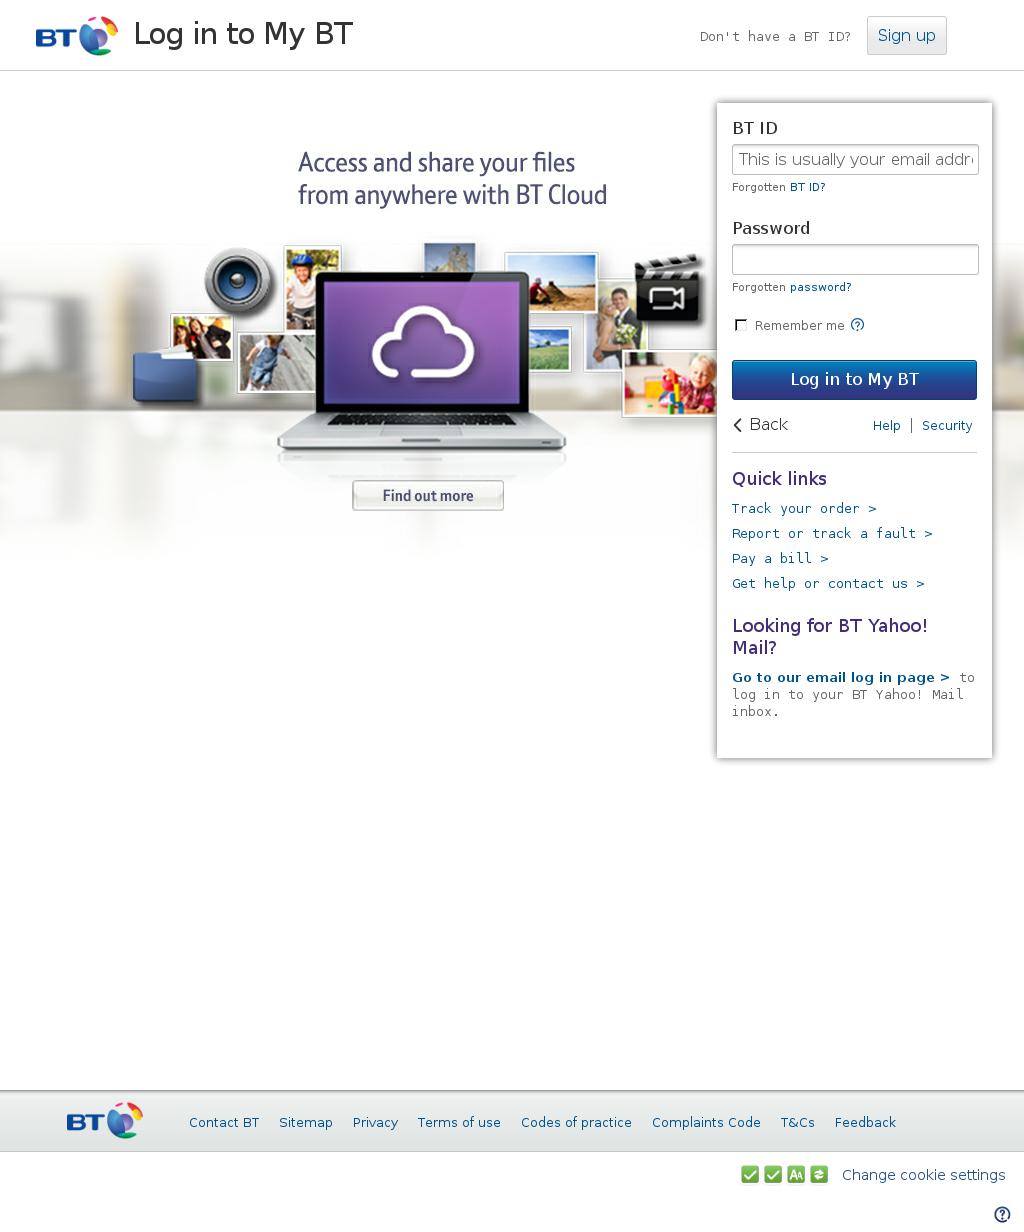 BT
Log in to My BT
Don't have a BT ID?
Sign up
Access and share your files
from anywhere with BT Cloud
Find out more
BT ID
This is usually your email addr
Forgotten BT ID?
Password
Forgotten password?
Remember me
?
Log in to My BT
Back
Help | Security
Quick links
Track your order >
Report or track a fault >
Pay a bill >
Get help or contact us >
Looking for BT Yahoo!
Mail?
Go to our email log in page > to
log in to your BT Yahoo! Mail
inbox.
BT
Contact BT
Sitemap
Privacy
Terms of use
Codes of practice
Complaints Code
T&Cs
Feedback
AA
Change cookie settings
?